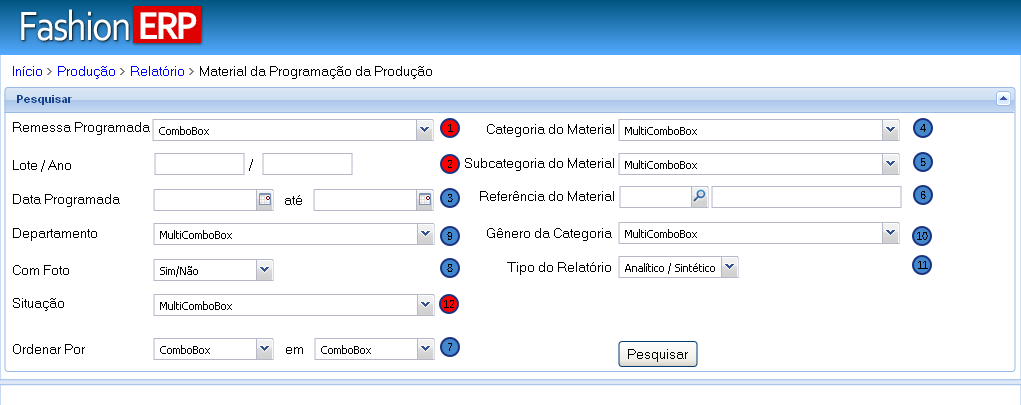 Fashion ERP
Início > Produção > Relatório > Material da Programação da Produção
Pesquisar
Remessa Programada ComboBox 1 Categoria do Material MultiComboBox 4
Lote / Ano / 2 Subcategoria do Material MultiComboBox 5
Data Programada até 3 Referência do Material 6
Departamento MultiComboBox 9 Gênero da Categoria MultiComboBox 10
Com Foto Sim/Não 8 Tipo do Relatório Analítico / Sintético 11
Situação MultiComboBox 12
Ordenar Por ComboBox em ComboBox 7 Pesquisar